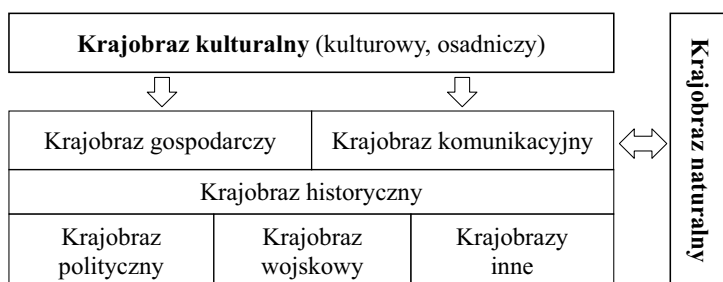 Krajobraz kulturalny (kulturowy, osadniczy)
Krajobraz gospodarczy
Krajobraz komunikacyjny
Krajobraz historyczny
Krajobraz
polityczny
Krajobraz
wojskowy
Krajobrazy
inne
Krajobraz naturalny